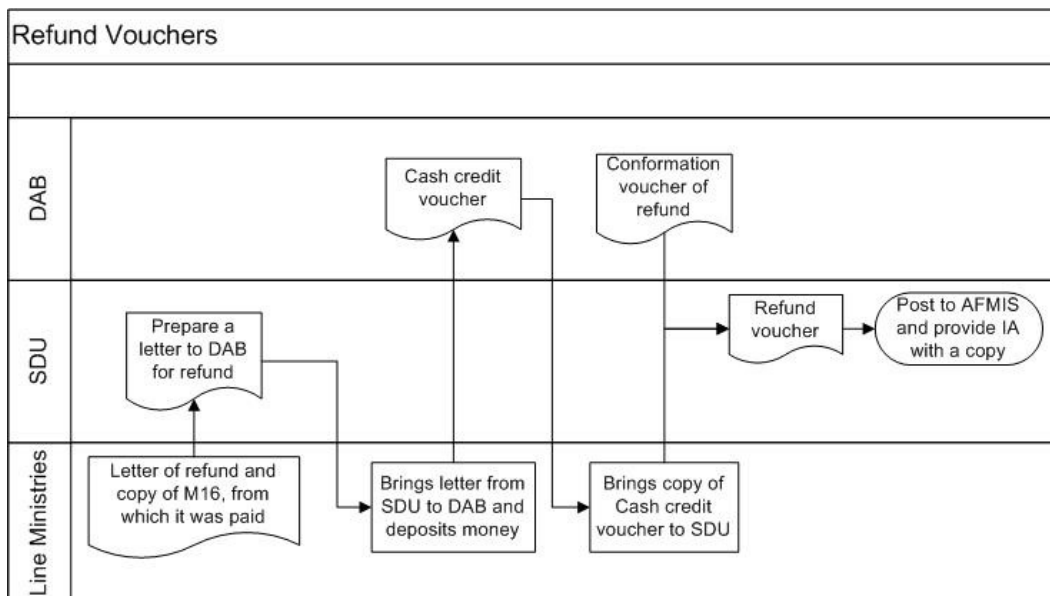 Refund Vouchers
DAB
Cash credit
voucher
Conformation
voucher of
refund
SDU
Prepare a
letter to DAB
for refund
Refund
voucher
Post to AFMIS
and provide IA
with a copy
Line Ministries
Letter of refund and
copy of M16, from
which it was paid
Brings letter from
SDU to DAB and
deposits money
Brings copy of
Cash credit
voucher to SDU